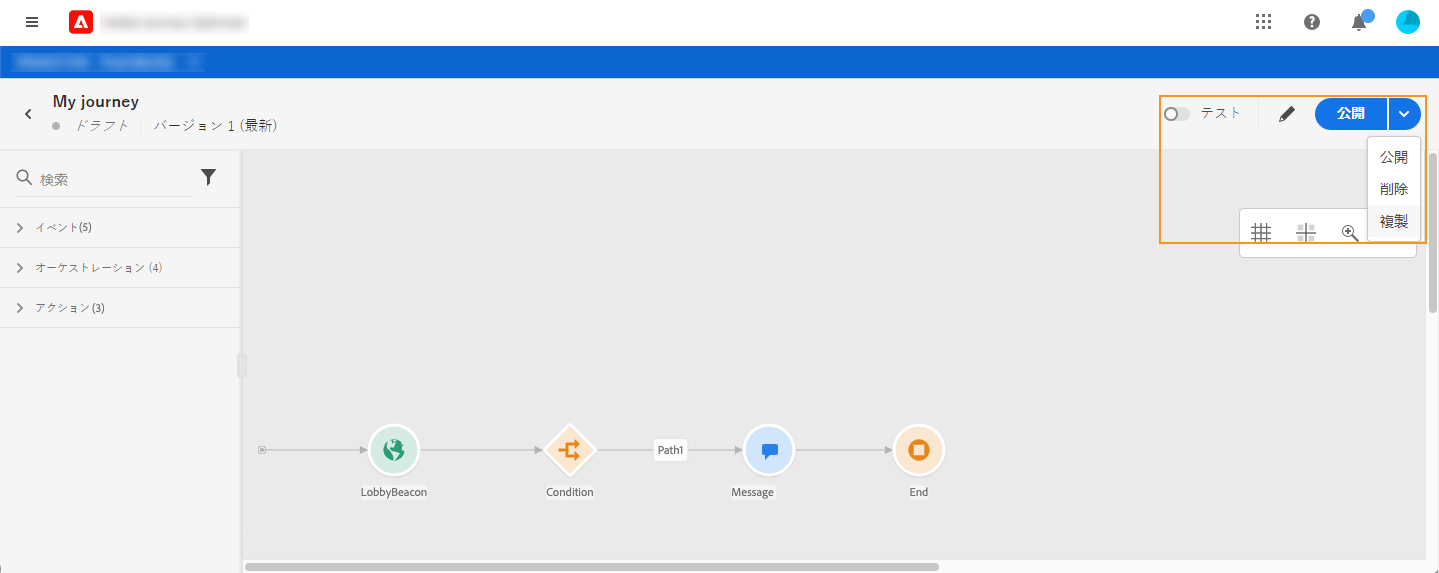 My journey
ドラフト
バージョン 1 (最新)
テスト
公開
公開
削除
複製
検索
イベント(5)
オーケストレーション (4)
アクション(3)
Path1
LobbyBeacon
Condition
Message
End